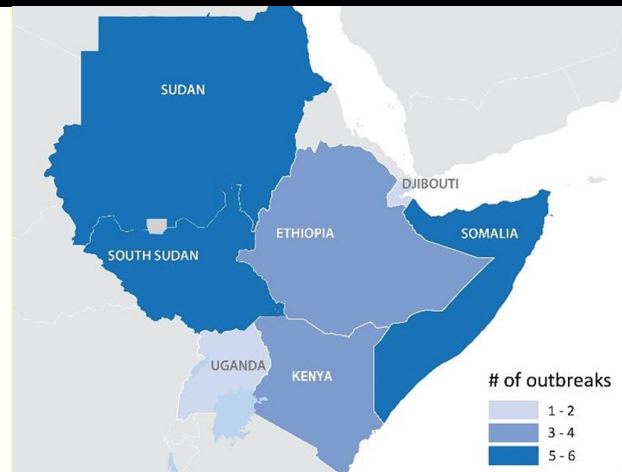 SUDAN
DJIBOUTI
ETHIOPIA
SOMALIA
SOUTH SUDAN
UGANDA
KENYA
# of outbreaks
1 - 2
3 - 4
5 - 6